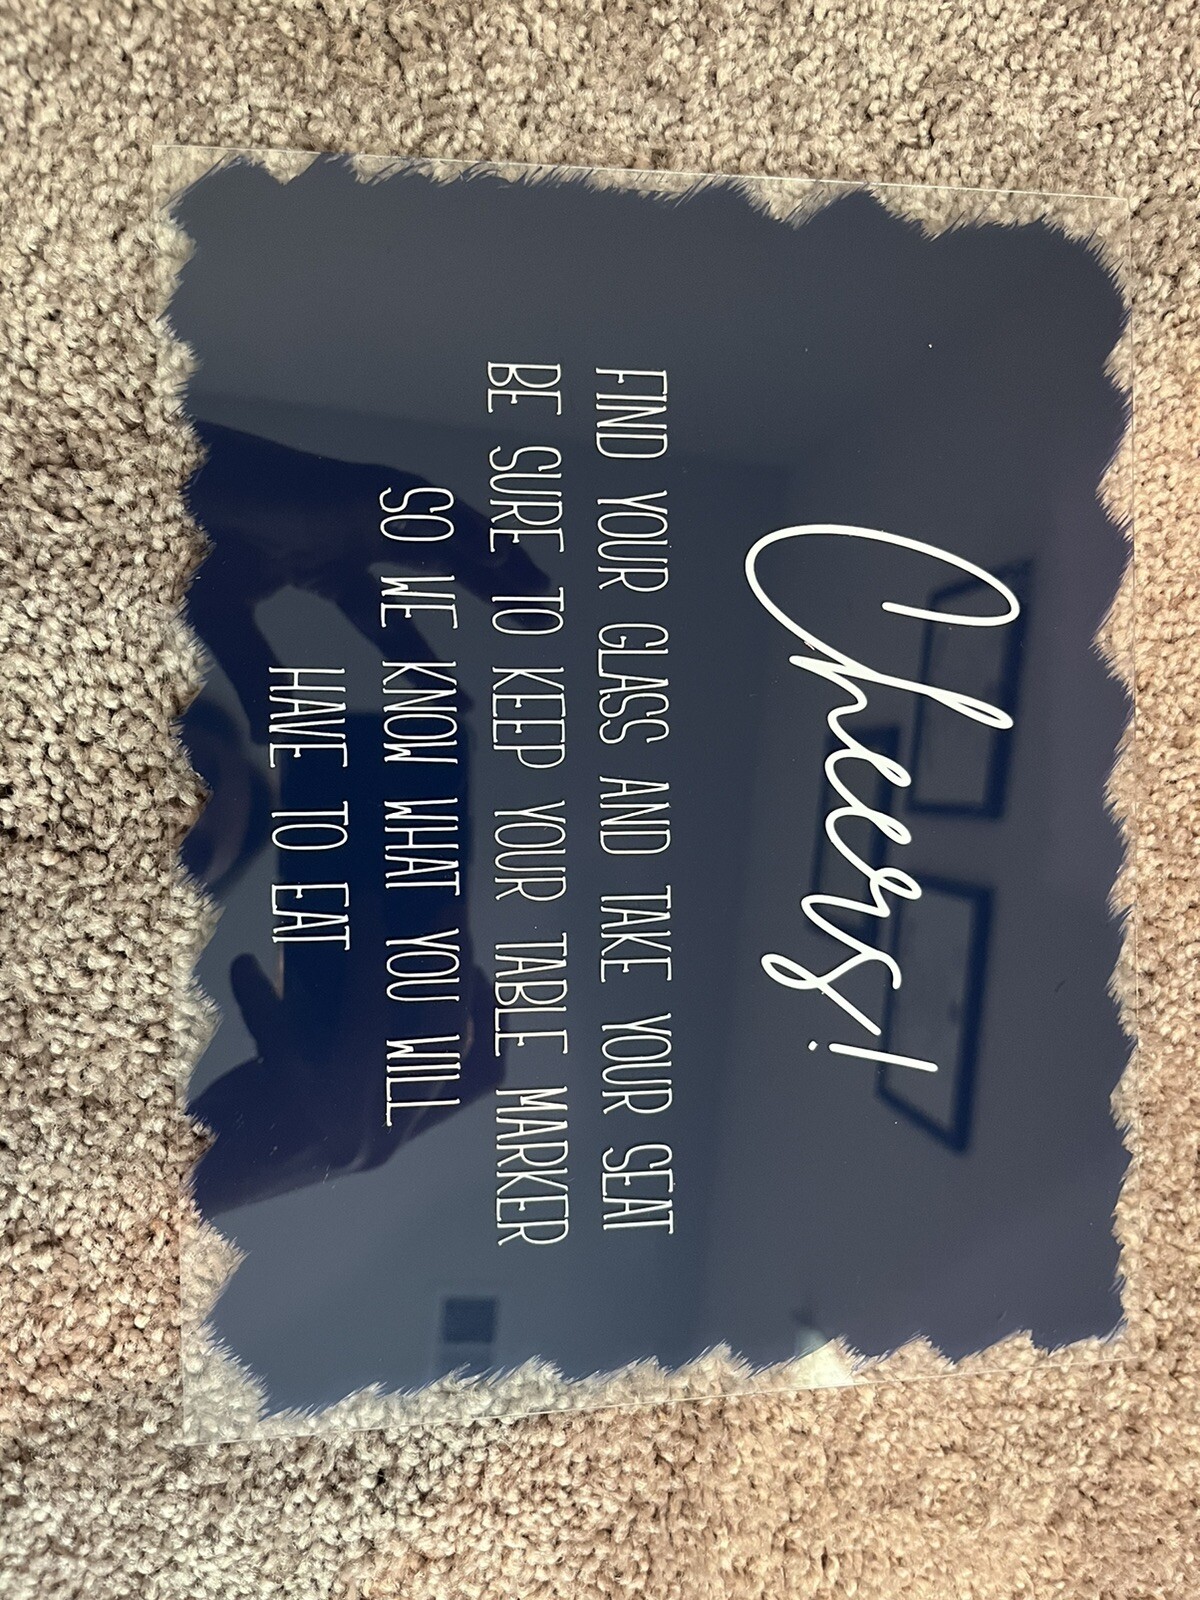 Cheers!
FIND YOUR GLASS AND TAKE YOUR SEAT
BE SURE TO KEEP YOUR TABLE MARKER
SO WE KNOW WHAT YOU WILL
HAVE TO EAT